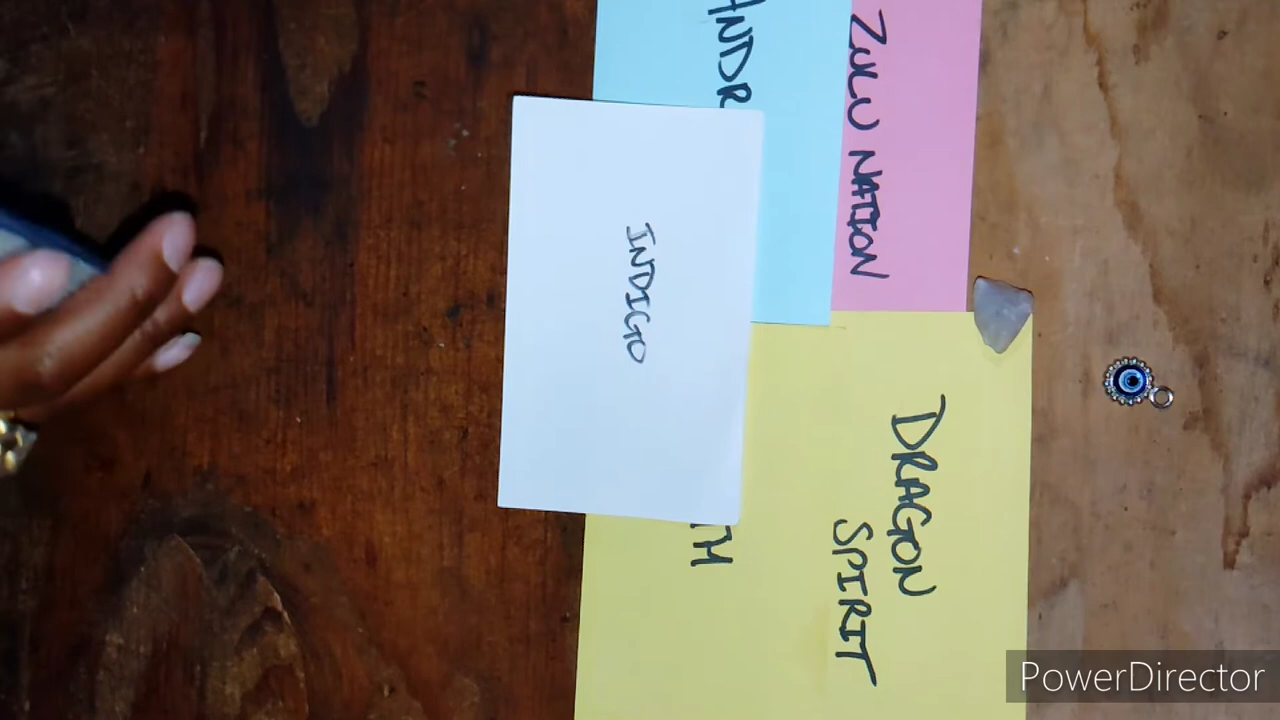 ZULU NATION
INDIGO
DRAGON
SPIRIT
PowerDirector